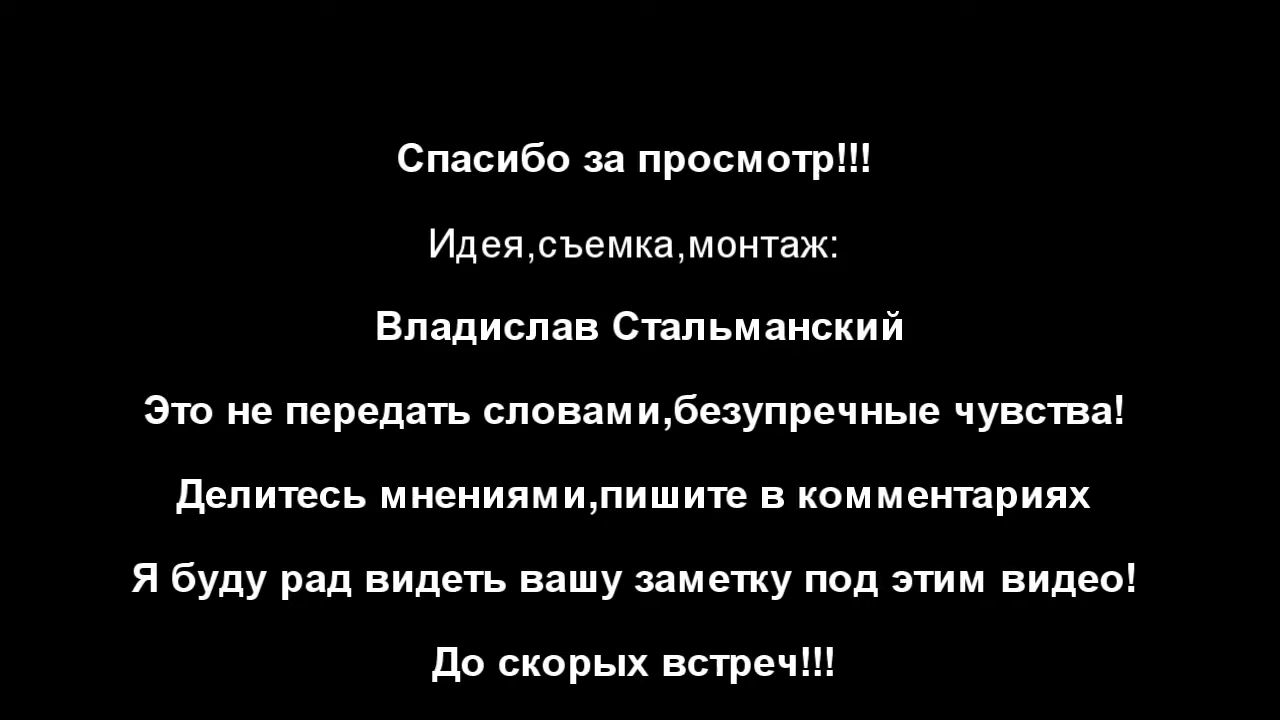 Спасибо за просмотр!!!
Идея,съемка,монтаж:
Владислав Стальманский
Это не передать словами,безупречные чувства!
Делитесь мнениями,пишите в комментариях
Я буду рад видеть вашу заметку под этим видео!
До скорых встреч!!!